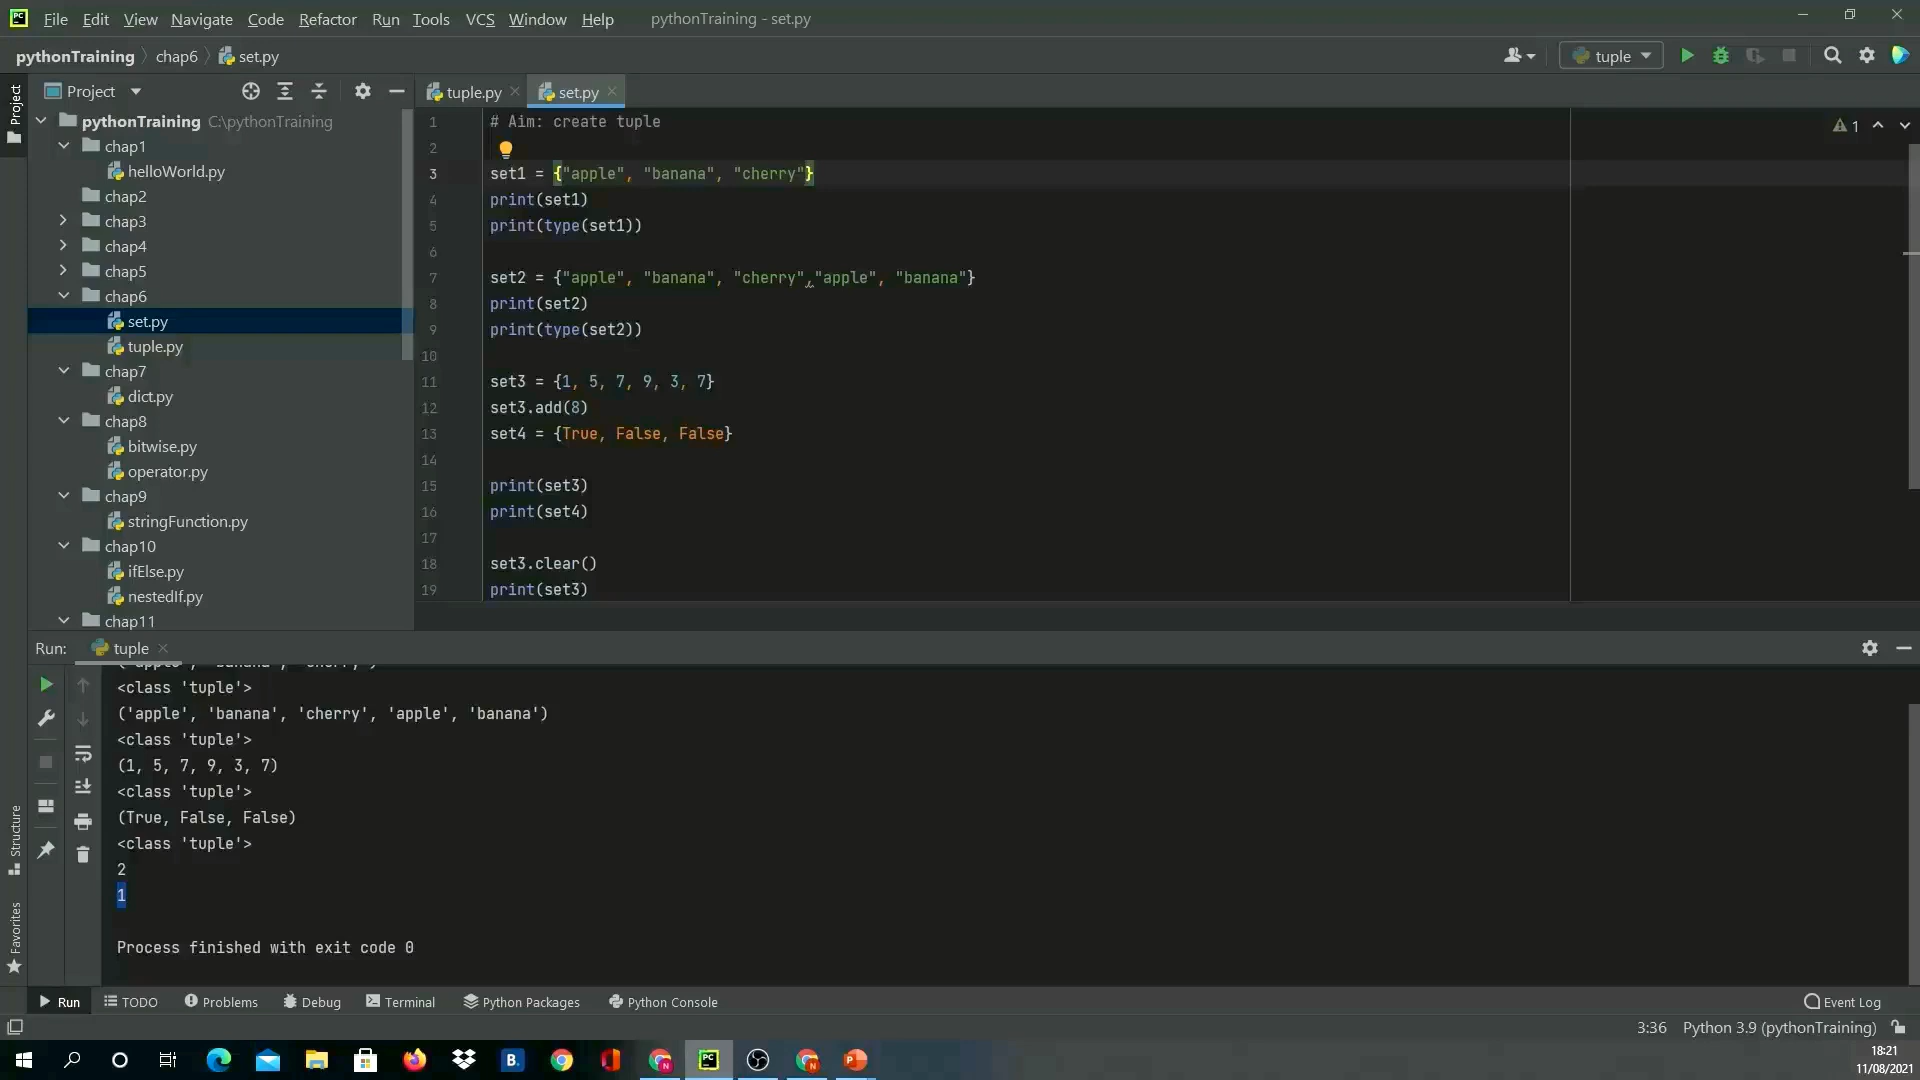 File Edit View Navigate Code Refactor Run Tools VCS Window Help pythonTraining - set.py
pythonTraining chap6 set.py tuple
Project
Project
tuple.py set.py
pythonTraining C:\pythonTraining
chap1
helloWorld.py
chap2
chap3
chap4
chap5
chap6
set.py
tuple.py
chap7
dict.py
chap8
bitwise.py
operator.py
chap9
stringFunction.py
chap10
ifElse.py
nestedIf.py
chap11
1 # Aim: create tuple
2
3 set1 = {"apple", "banana", "cherry"}
4 print(set1)
5 print(type(set1))
6
7 set2 = {"apple", "banana", "cherry","apple", "banana"}
8 print(set2)
9 print(type(set2))
10
11 set3 = {1, 5, 7, 9, 3, 7}
12 set3.add(8)
13 set4 = {True, False, False}
14
15 print(set3)
16 print(set4)
17
18 set3.clear()
19 print(set3)
1
Run: tuple
<class 'tuple'>
('apple', 'banana', 'cherry', 'apple', 'banana')
<class 'tuple'>
(1, 5, 7, 9, 3, 7)
<class 'tuple'>
(True, False, False)
<class 'tuple'>
2
1
Process finished with exit code 0
Structure
Favorites
Run TODO Problems Debug Terminal Python Packages Python Console Event Log
3:36 Python 3.9 (pythonTraining)
18:21
11/08/2021